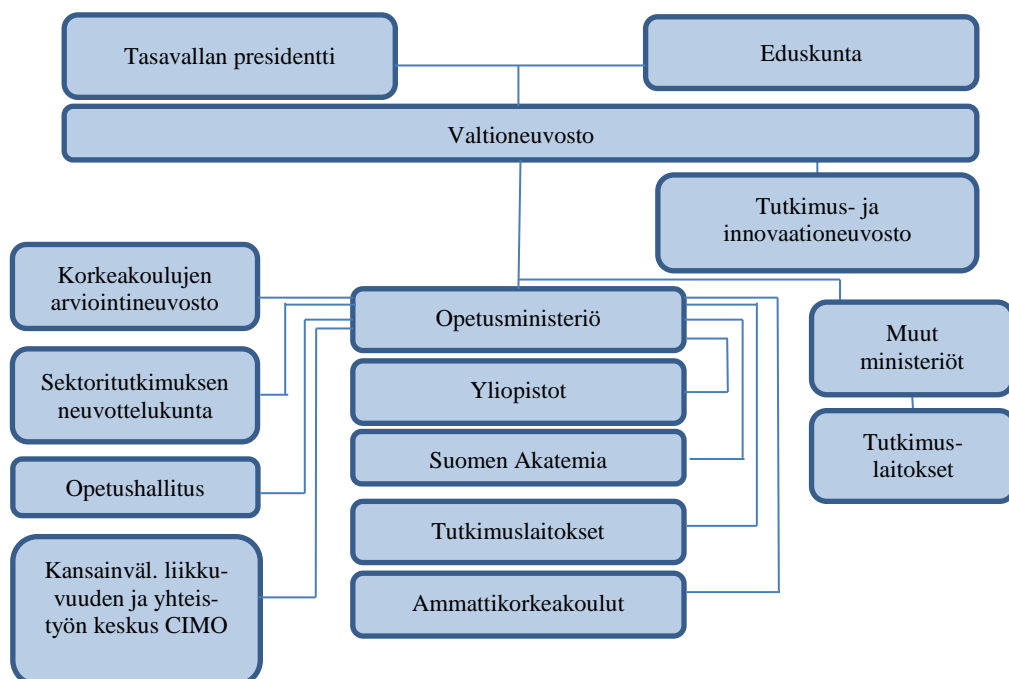 Tasavallan presidentti
Eduskunta
Valtioneuvosto
Tutkimus- ja
innovaationeuvosto
Korkeakoulujen
arviointineuvosto
Opetusministeriö
Muut
ministeriöt
Sektoritutkimuksen
neuvottelukunta
Yliopistot
Suomen Akatemia
Tutkimus-
laitokset
Opetushallitus
Tutkimuslaitokset
Kansainväl. liikku-
vuuden ja yhteis-
työn keskus CIMO
Ammattikorkeakoulut